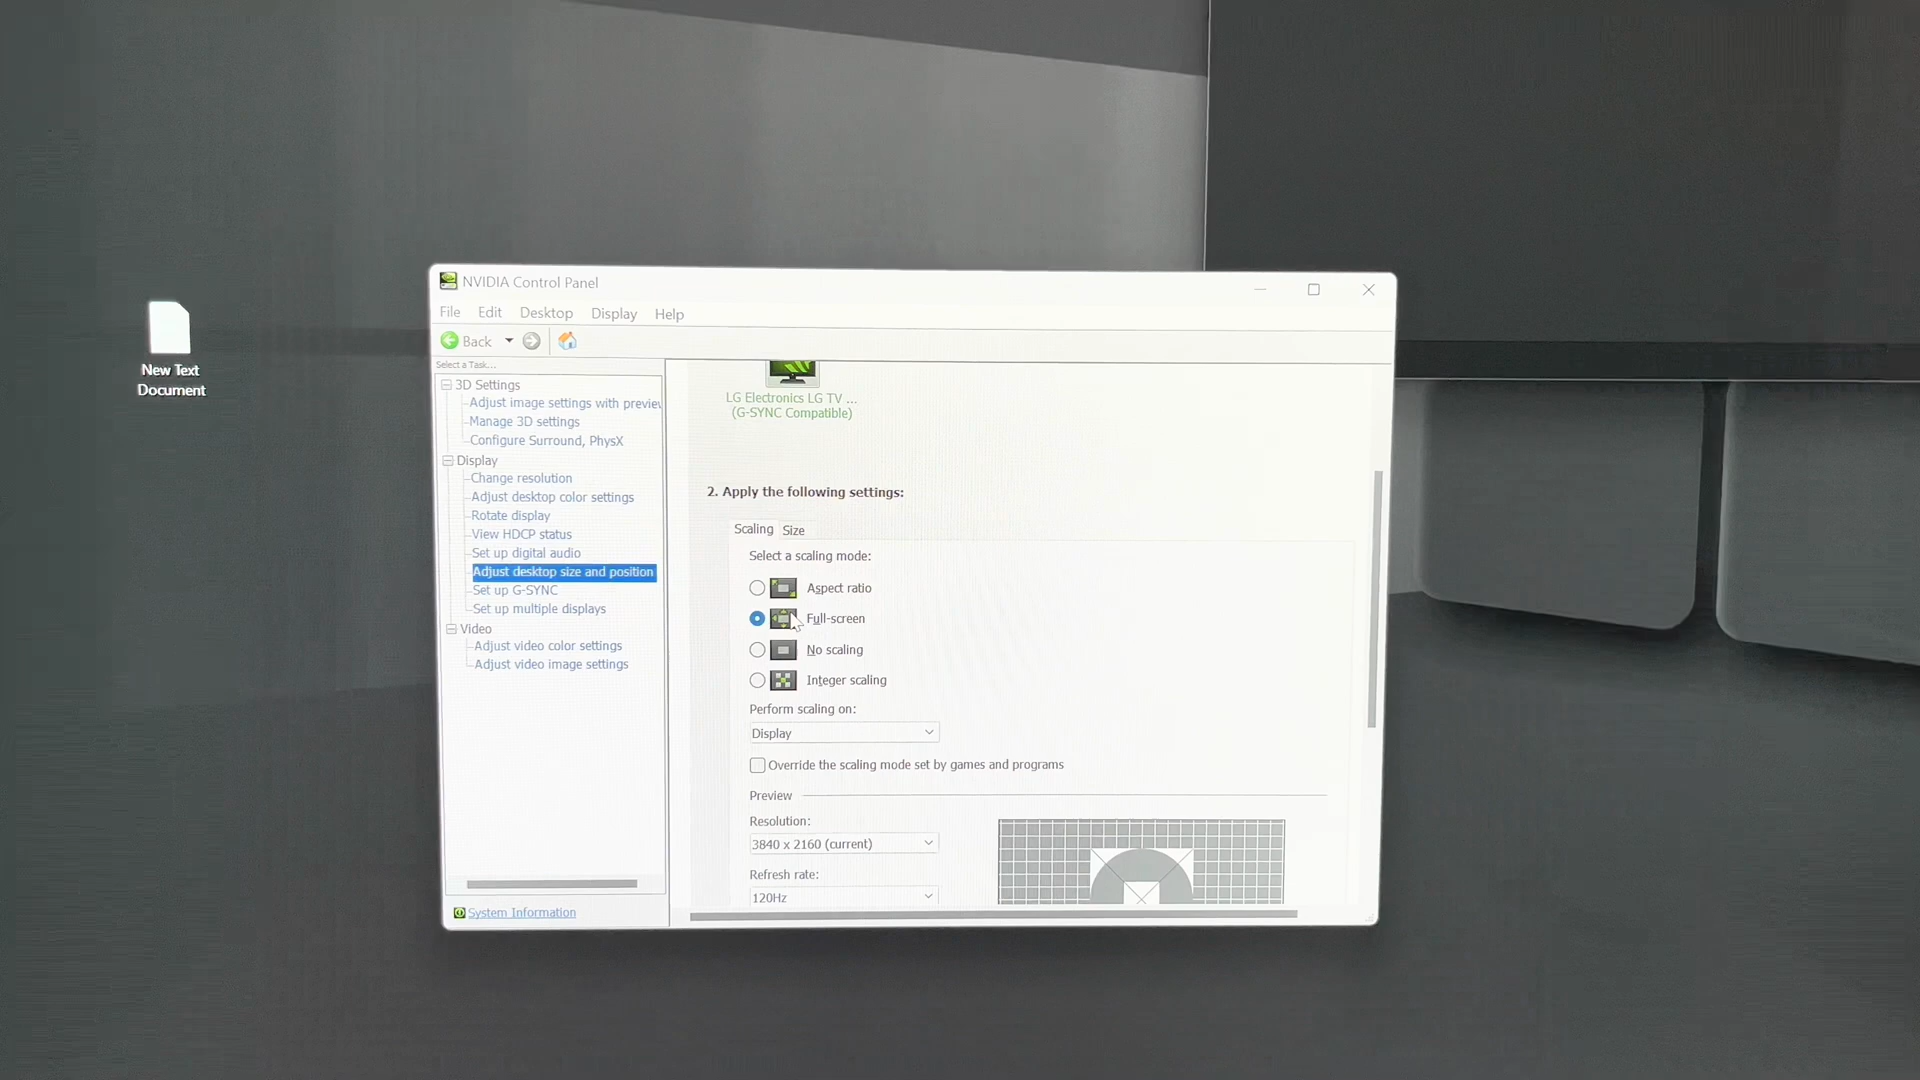 NVIDIA Control Panel
File Edit Desktop Display Help
Back
Select a Task...
3D Settings
Adjust image settings with preview
Manage 3D settings
Configure Surround, PhysX
Display
Change resolution
Adjust desktop color settings
Rotate display
View HDCP status
Set up digital audio
Adjust desktop size and position
Set up G-SYNC
Set up multiple displays
Video
Adjust video color settings
Adjust video image settings
System Information
LG Electronics LG TV ...
(G-SYNC Compatible)
2. Apply the following settings:
Scaling Size
Select a scaling mode:
Aspect ratio
Full-screen
No scaling
Integer scaling
Perform scaling on:
Display
Override the scaling mode set by games and programs
Preview
Resolution:
3840 x 2160 (current)
Refresh rate:
120Hz
New Text
Document